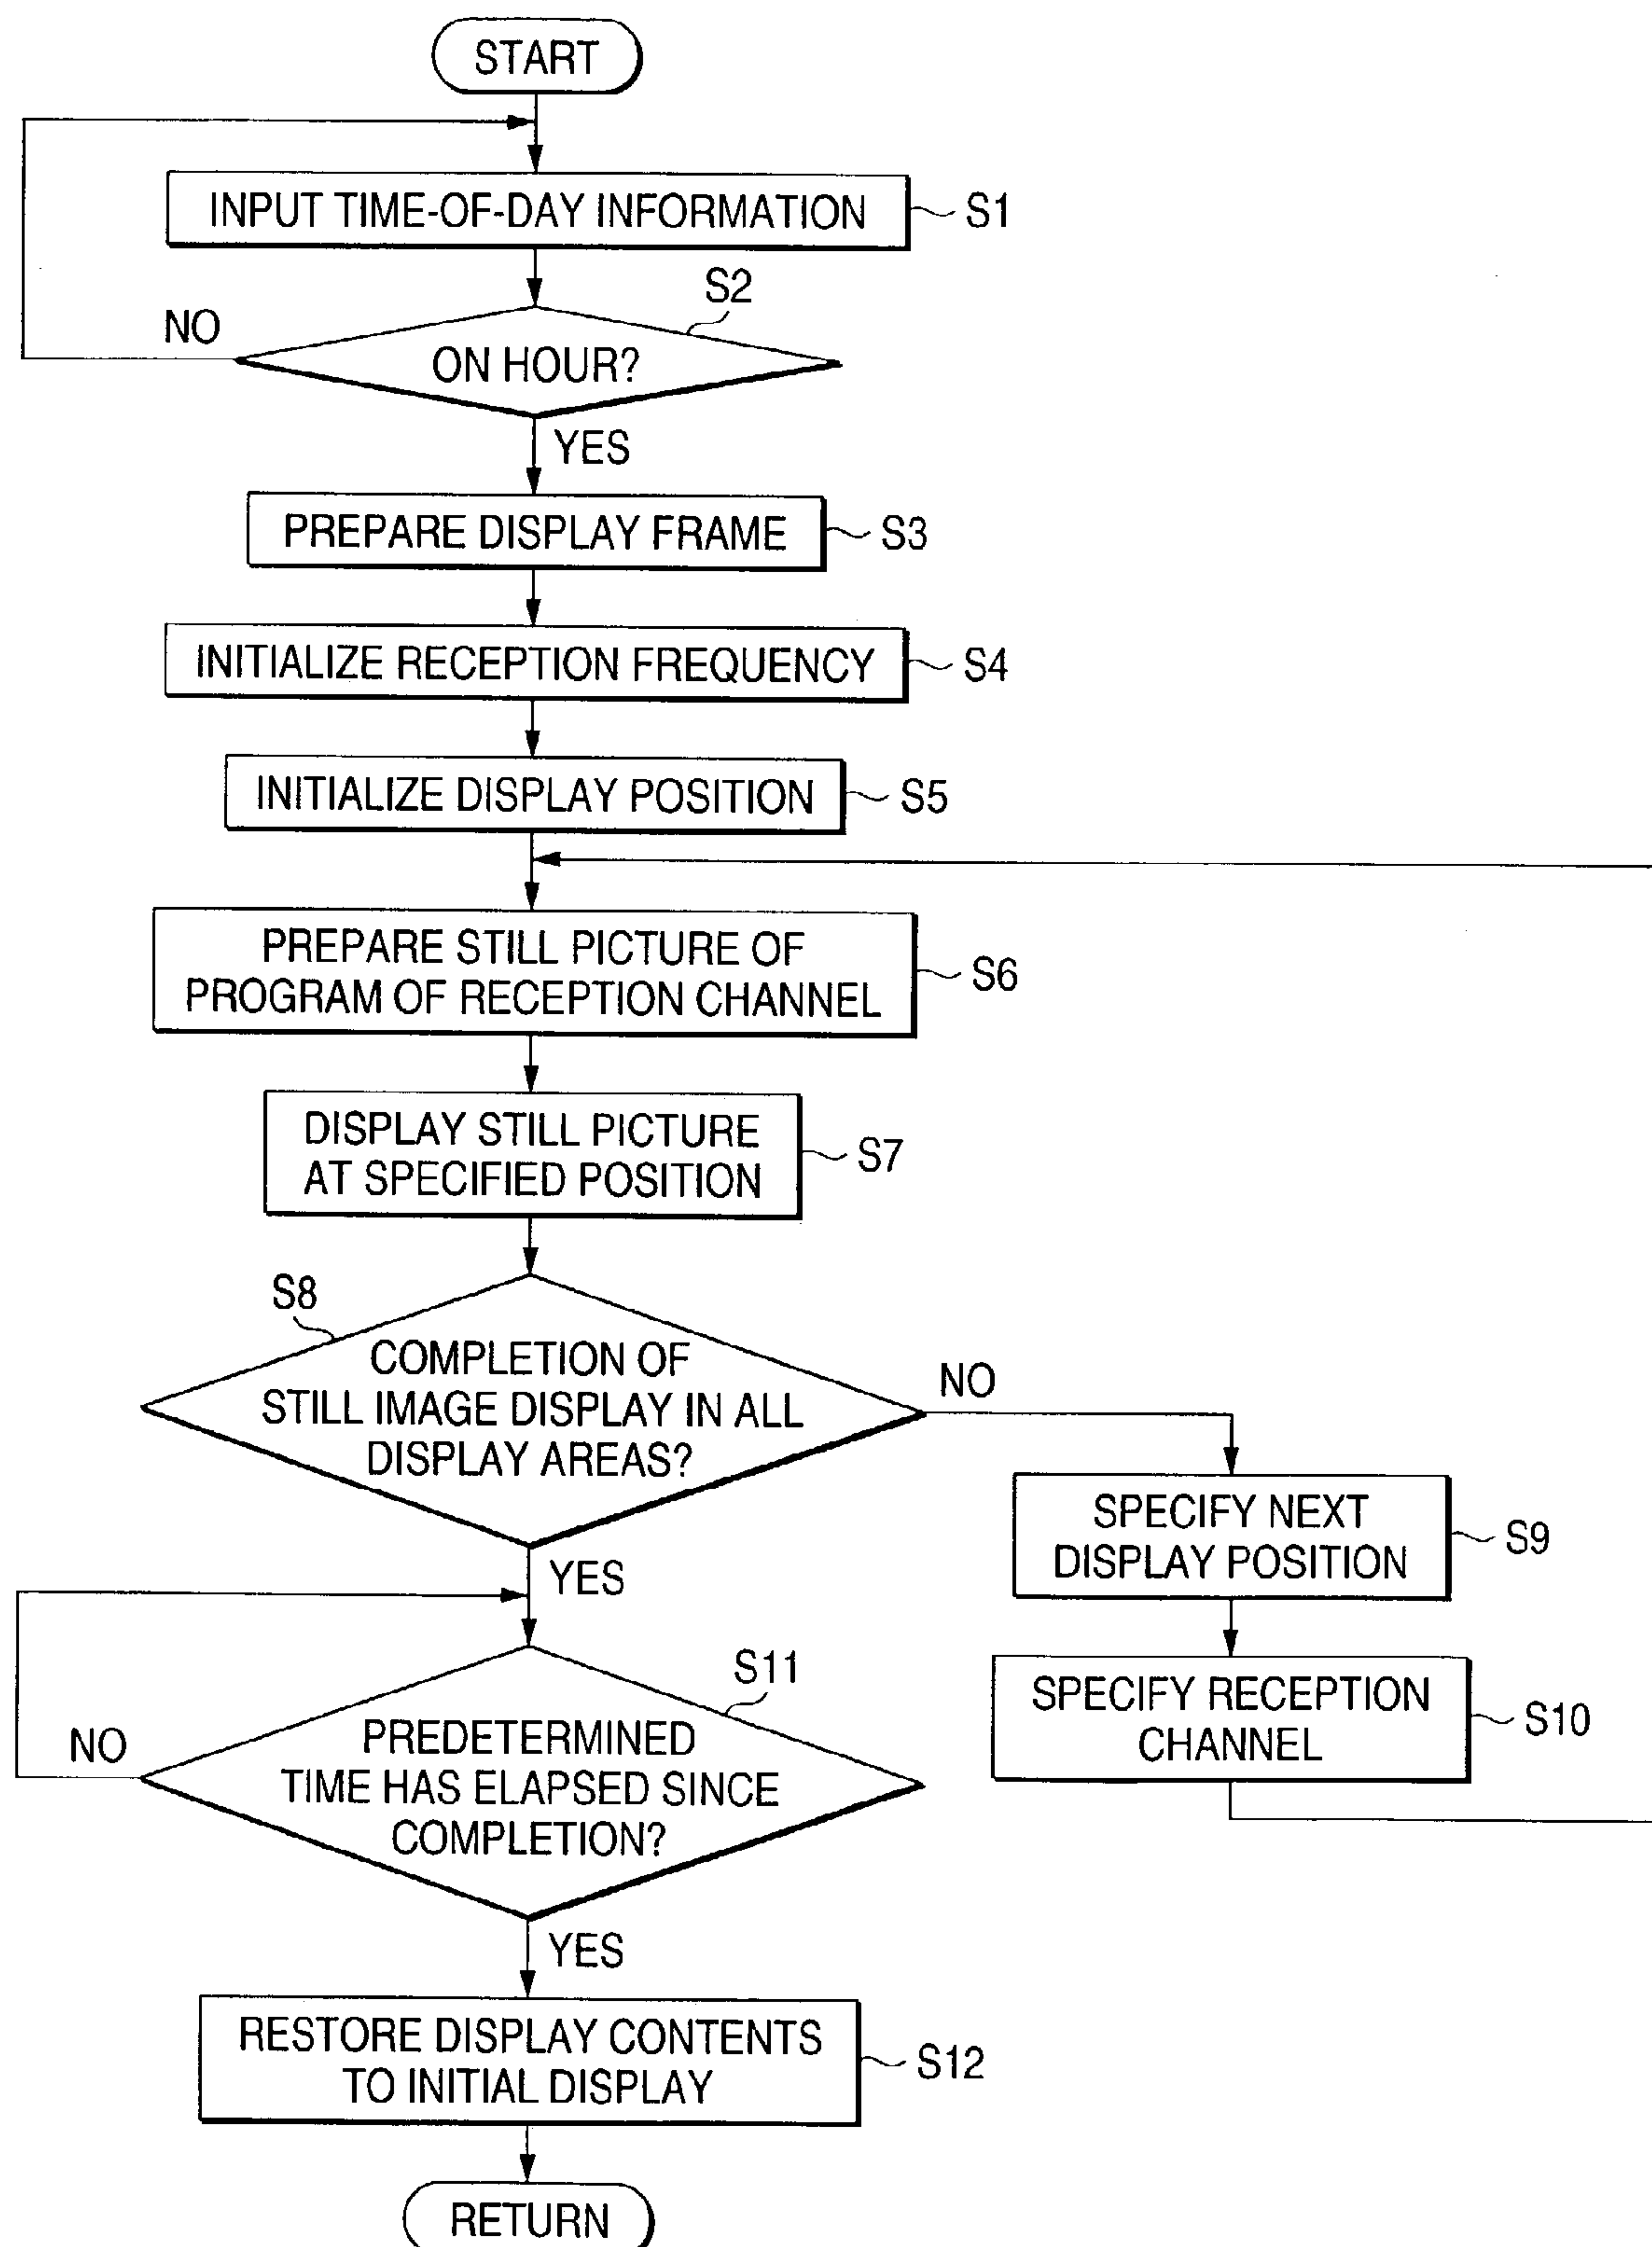 START
INPUT TIME-OF-DAY INFORMATION
S1
S2
NO
ON HOUR?
YES
PREPARE DISPLAY FRAME
S3
INITIALIZE RECEPTION FREQUENCY
S4
INITIALIZE DISPLAY POSITION
S5
PREPARE STILL PICTURE OF
PROGRAM OF RECEPTION CHANNEL
S6
DISPLAY STILL PICTURE
AT SPECIFIED POSITION
S7
S8
COMPLETION OF
STILL IMAGE DISPLAY IN ALL
DISPLAY AREAS?
NO
YES
SPECIFY NEXT
DISPLAY POSITION
S9
SPECIFY RECEPTION
CHANNEL
S10
S11
NO
PREDETERMINED
TIME HAS ELAPSED SINCE
COMPLETION?
YES
RESTORE DISPLAY CONTENTS
TO INITIAL DISPLAY
S12
RETURN